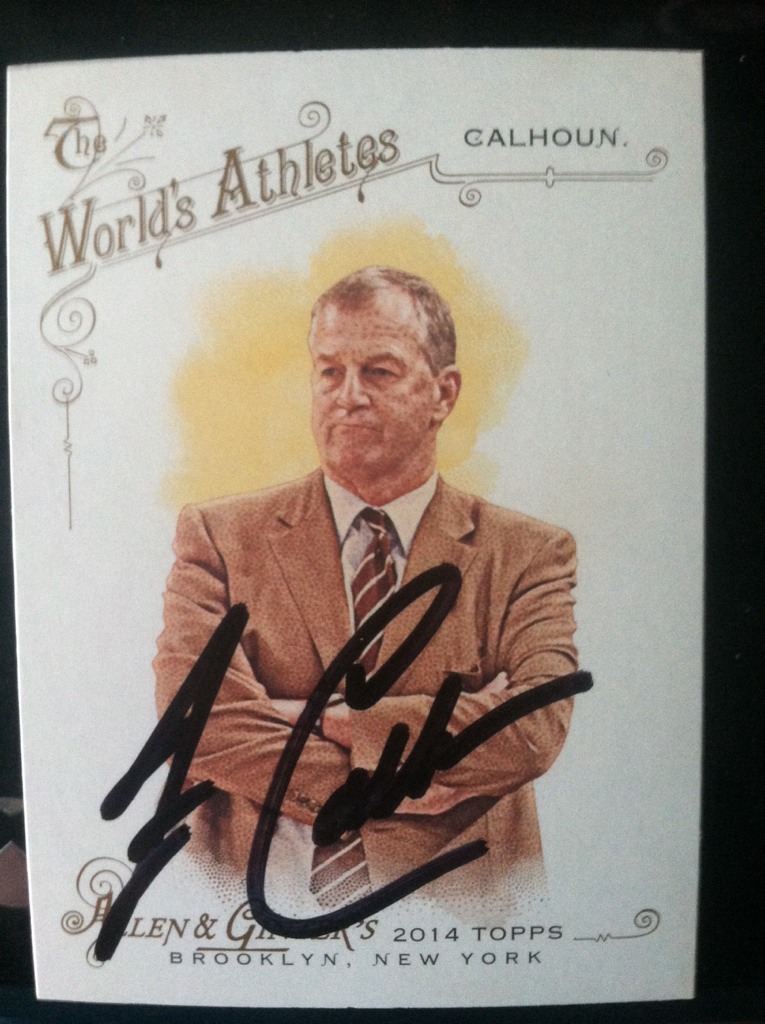 The
World's Athletes
CALHOUN.
ALLEN & GINTER'S 2014 TOPPS
BROOKLYN, NEW YORK